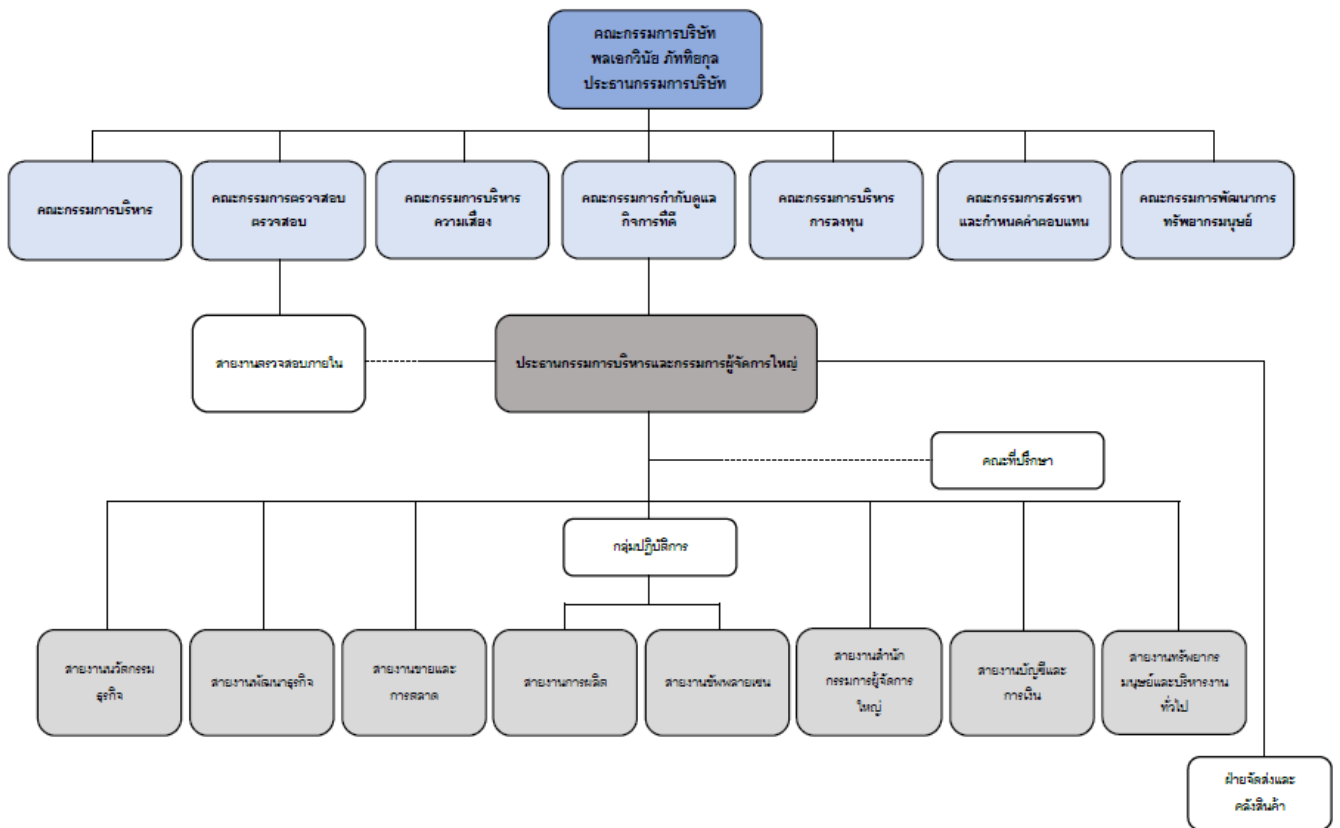 คณะกรรมการบริษัท
พลเอกวินัย ภัททิยกุล
ประธานกรรมการบริษัท
คณะกรรมการบริหาร
คณะกรรมการตรวจสอบ
ตรวจสอบ
คณะกรรมการบริหาร
ความเสี่ยง
คณะกรรมการกำกับดูแล
กิจการที่ดี
คณะกรรมการบริหาร
การลงทุน
คณะกรรมการสรรหา
และกำหนดค่าตอบแทน
คณะกรรมการพัฒนาการ
ทรัพยากรมนุษย์
สายงานตรวจสอบภายใน
ประธานกรรมการบริหารและกรรมการผู้จัดการใหญ่
คณะที่ปรึกษา
กลุ่มปฏิบัติการ
สายงานนวัตกรรม
ธุรกิจ
สายงานพัฒนาธุรกิจ
สายงานขายและ
การตลาด
สายงานการผลิต
สายงานซัพพลายเชน
สายงานสำนัก
กรรมการผู้จัดการ
ใหญ่
สายงานบัญชีและ
การเงิน
สายงานทรัพยากร
มนุษย์และบริหารงาน
ทั่วไป
ฝ่ายจัดส่งและ
คลังสินค้า